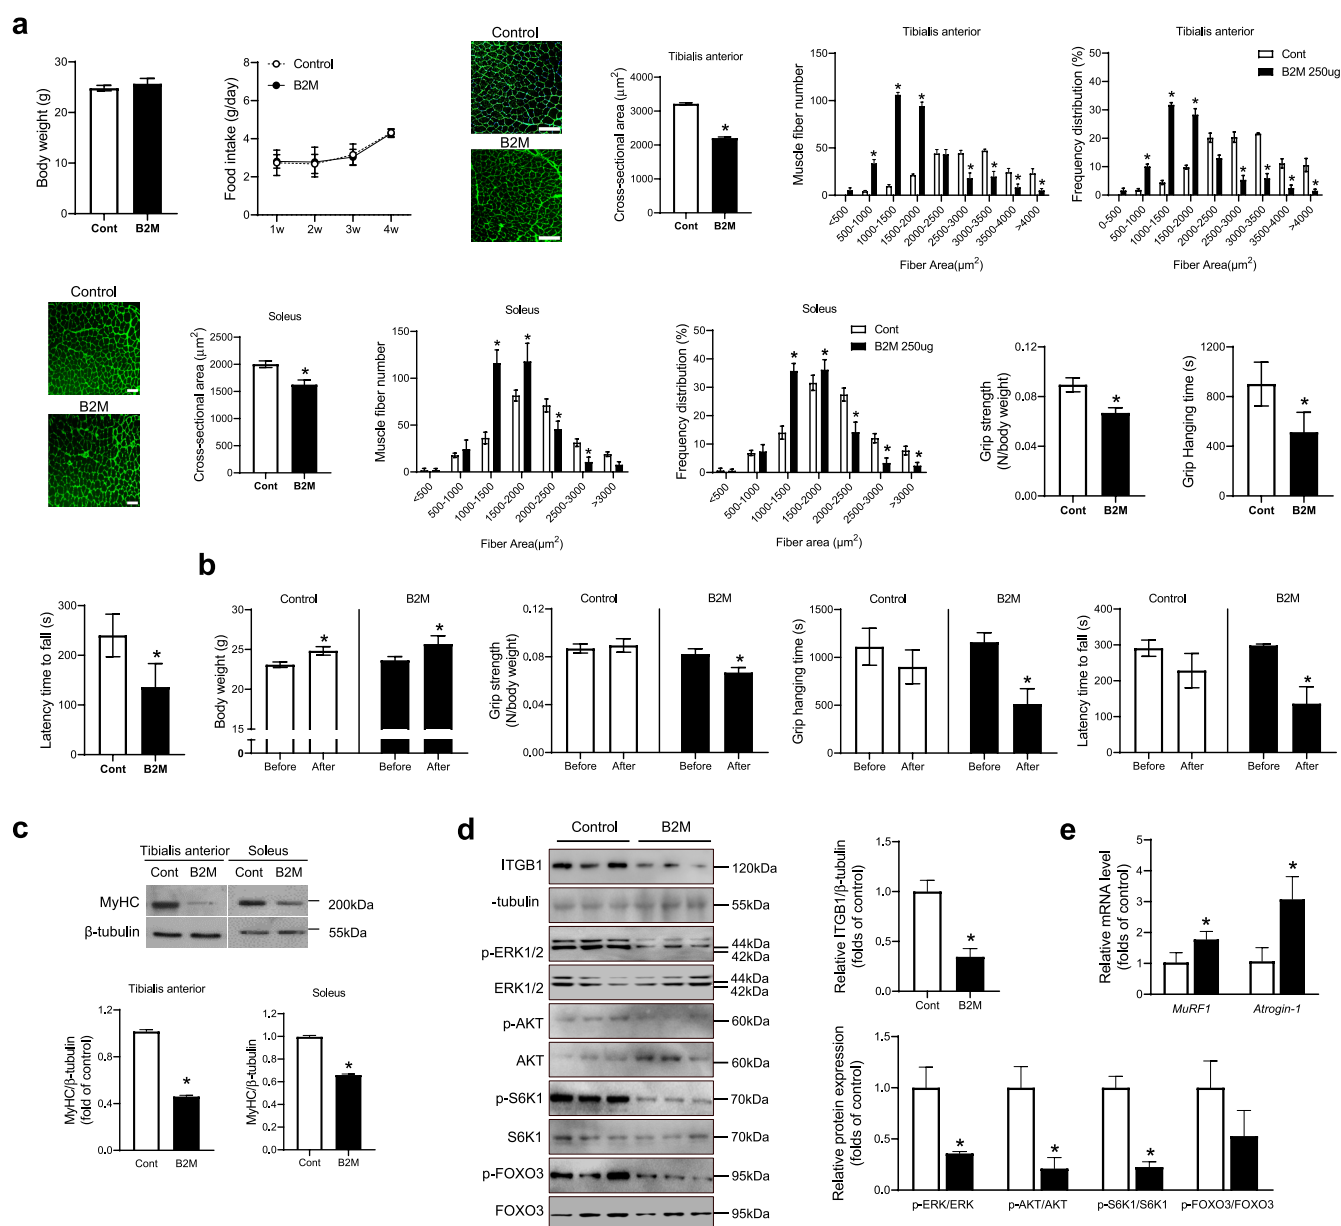 a
Body weight (g)
30
20
10
0
Cont
B2M
Food intake (g/day)
8
6
4
2
0
Control
B2M
1w
2w
3w
4w
Control
B2M
Tibialis anterior
Cross-sectional area (µm2)
4000
3000
2000
1000
0
Cont
B2M
Tibialis anterior
Muscle fiber number
150
100
50
0
*
*
*
*
*
*
*
<500
500-1000
1000-1500
1500-2000
2000-2500
2500-3000
3000-3500
3500-4000
>4000
Fiber Area(µm2)
Tibialis anterior
Frequency distribution (%)
50
40
30
20
10
0
Cont
B2M 250ug
*
*
*
*
*
*
*
0-500
500-1000
1000-1500
1500-2000
2000-2500
2500-3000
3000-3500
3500-4000
>4000
Fiber Area(µm2)
Control
B2M
Soleus
Cross-sectional area (µm2)
2500
2000
1500
1000
500
0
*
Cont
B2M
Soleus
Muscle fiber number
150
100
50
0
*
*
*
*
<500
500-1000
1000-1500
1500-2000
2000-2500
2500-3000
>3000
Fiber Area(µm2)
Soleus
Frequency distribution (%)
50
40
30
20
10
0
Cont
B2M 250ug
*
*
*
*
*
<500
500-1000
1000-1500
1500-2000
2000-2500
2500-3000
>3000
Fiber area (µm2)
Grip strength
(N/body weight)
0.12
0.08
0.04
0.00
*
Cont
B2M
Grip Hanging time (s)
1200
800
400
0
*
Cont
B2M
Latency time to fall (s)
300
200
100
0
*
Cont
B2M
b
Control
B2M
Body weight (g)
30
25
20
15
0
*
*
Before
After
Before
After
Control
B2M
Grip strength
(N/body weight)
0.12
0.08
0.04
0.00
*
Before
After
Before
After
Control
B2M
Grip hanging time (s)
1500
1000
500
0
*
Before
After
Before
After
Control
B2M
Latency time to fall (s)
400
300
200
100
0
*
Before
After
Before
After
c
Tibialis anterior
Soleus
Cont
B2M
Cont
B2M
MyHC
200kDa
β-tubulin
55kDa
Tibialis anterior
MyHC/β-tubulin
(fold of control)
1.2
1.0
0.8
0.6
0.4
0.2
0.0
*
Cont
B2M
Soleus
MyHC/β-tubulin
1.2
1.0
0.8
0.6
0.4
0.2
0.0
*
Cont
B2M
d
Control
B2M
ITGB1
120kDa
-tubulin
55kDa
p-ERK1/2
44kDa
42kDa
ERK1/2
44kDa
42kDa
p-AKT
60kDa
AKT
60kDa
p-S6K1
70kDa
S6K1
70kDa
p-FOXO3
95kDa
FOXO3
95kDa
Relative ITGB1/β-tubulin
(folds of control)
1.5
1.0
0.5
0.0
*
Cont
B2M
Relative protein expression
(folds of control)
1.5
1.0
0.5
0.0
*
*
*
p-ERK/ERK
p-AKT/AKT
p-S6K1/S6K1
p-FOXO3/FOXO3
e
Relative mRNA level
(folds of control)
5
4
3
2
1
0
*
*
MuRF1
Atrogin-1